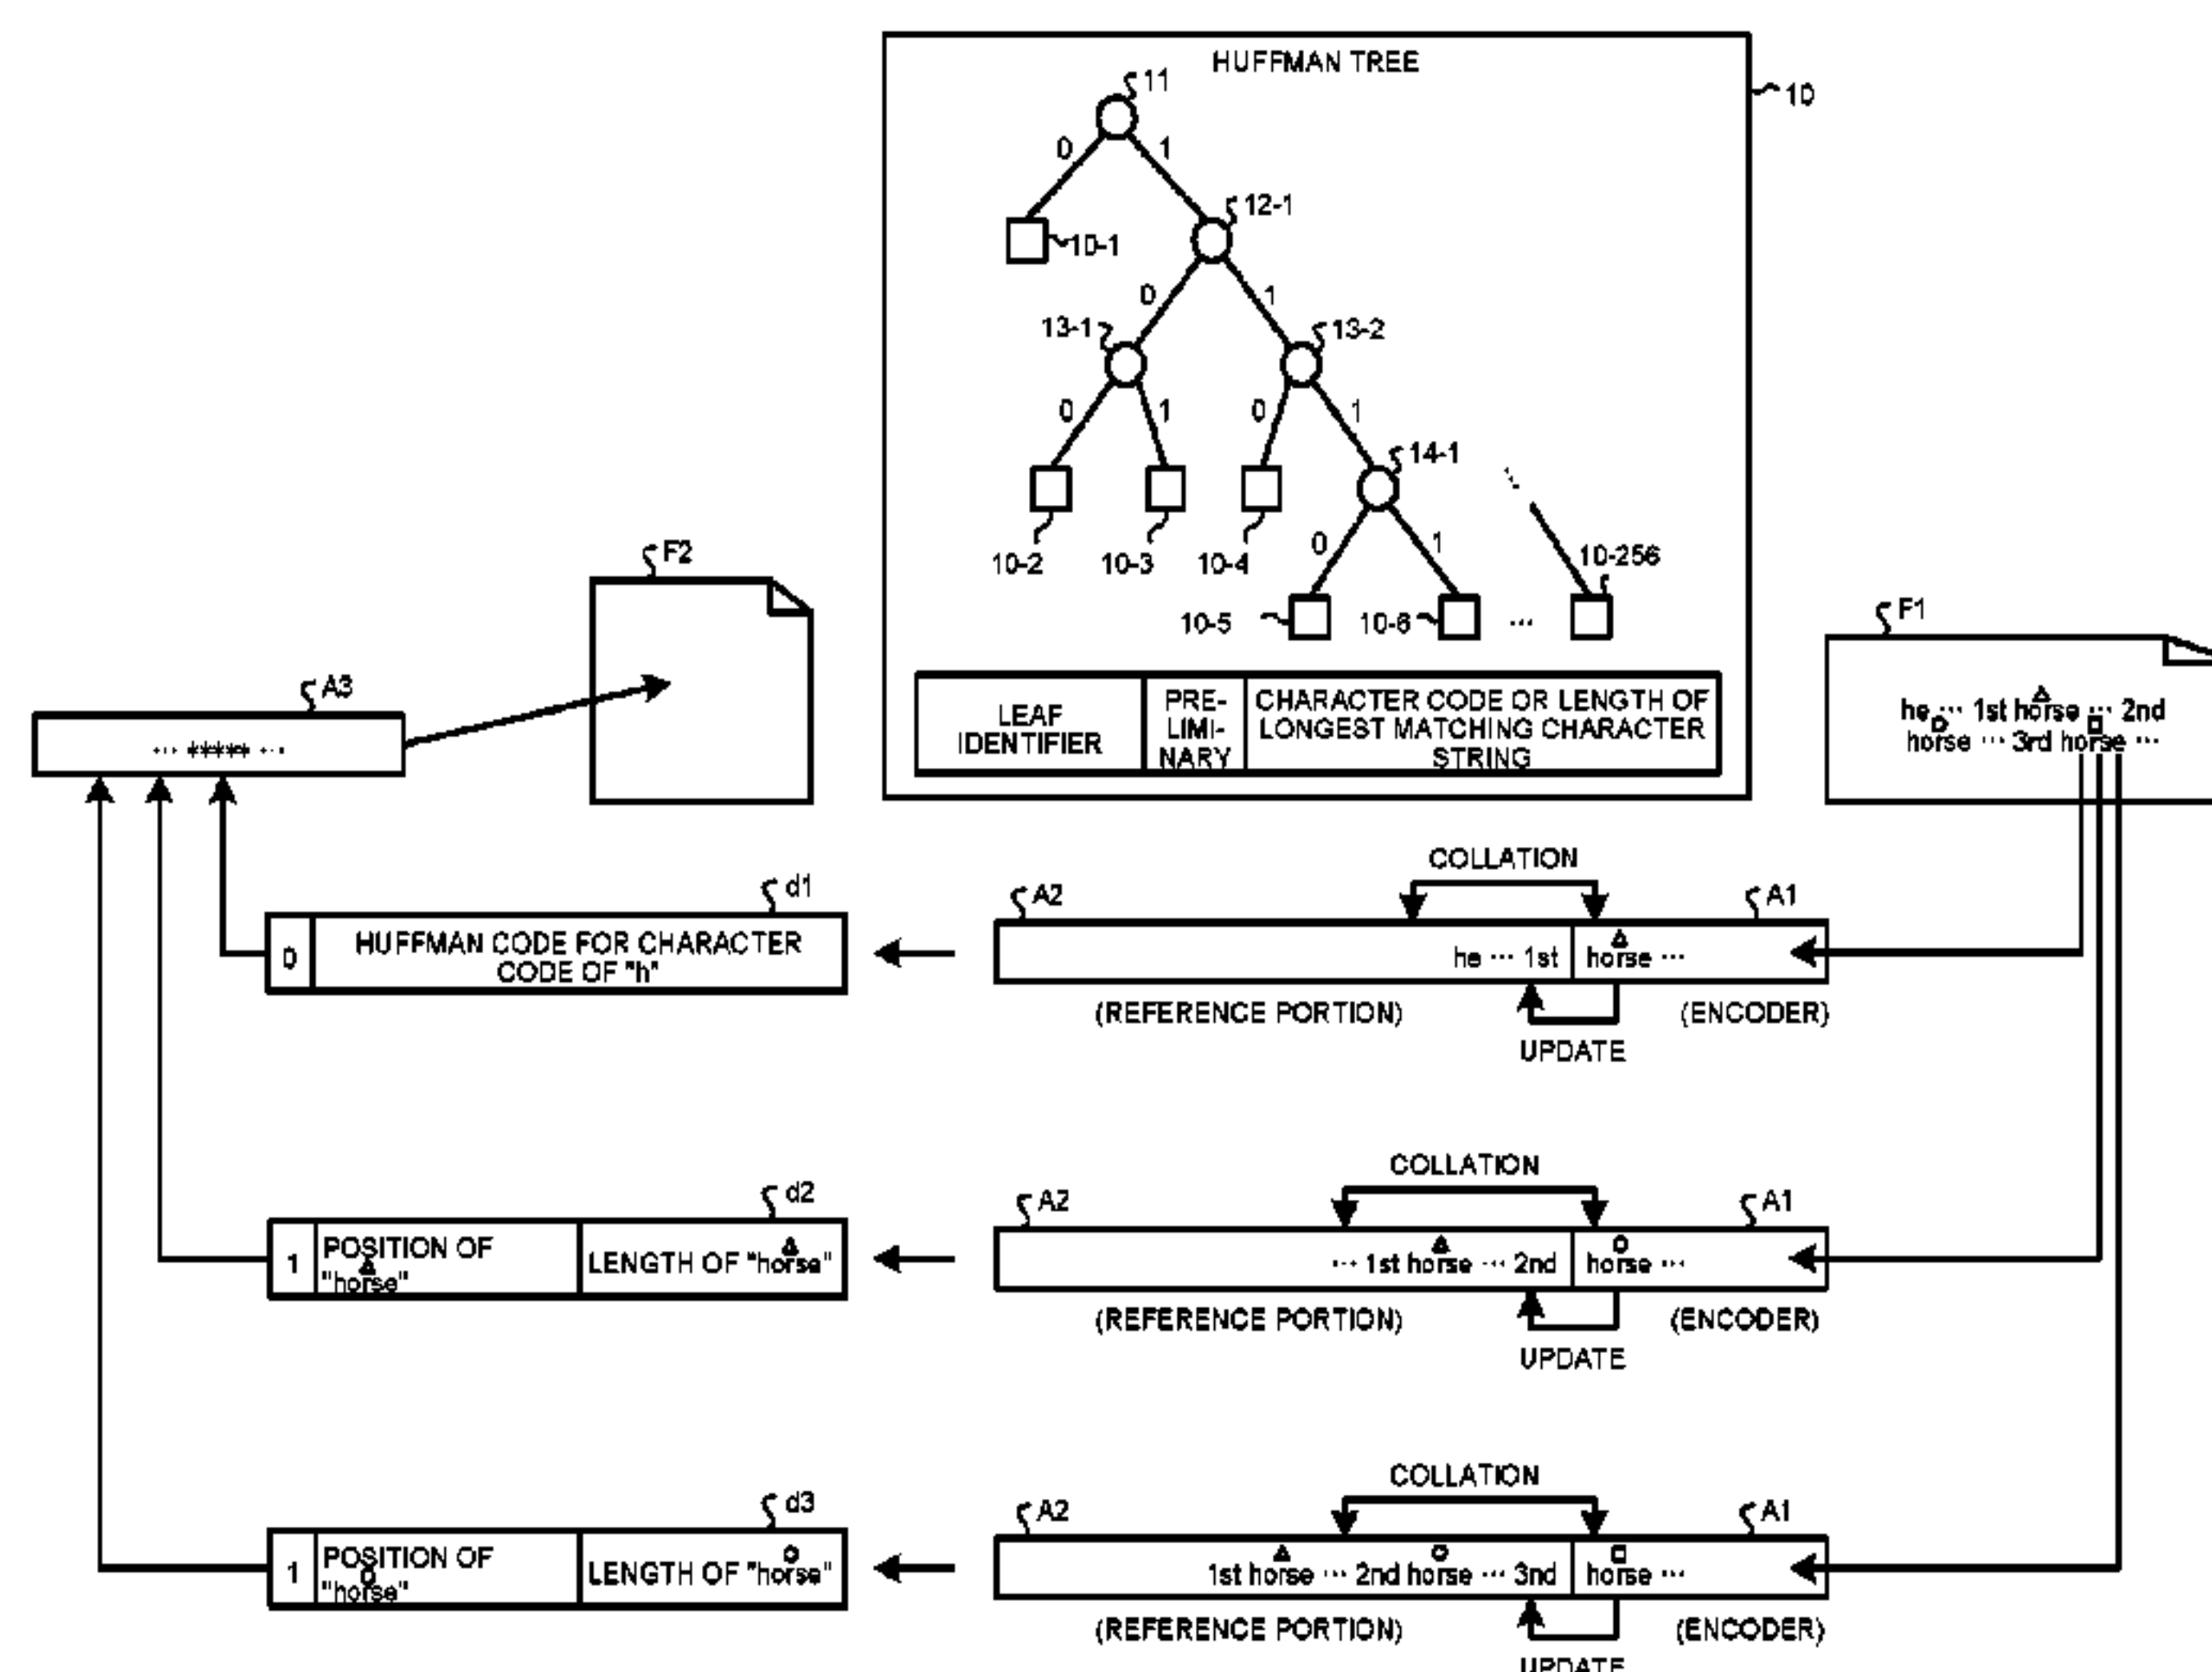 HUFFMAN TREE
11
10
0
1
12-1
10-1
0
1
13-1
13-2
0
1
0
1
14-1
10-2
10-3
10-4
0
1
10-256
10-5
10-6
...
LEAF
IDENTIFIER
PRE-
LIMI-
NARY
CHARACTER CODE OR LENGTH OF
LONGEST MATCHING CHARACTER
STRING
F2
F1
he ··· 1st horse ··· 2nd
horse ··· 3rd horse ···
A3
··· ***** ···
d1
0
HUFFMAN CODE FOR CHARACTER
CODE OF "h"
COLLATION
A2
A1
he ··· 1st
horse ···
(REFERENCE PORTION)
(ENCODER)
UPDATE
d2
1
POSITION OF
"horse"
LENGTH OF "horse"
COLLATION
A2
A1
··· 1st horse ··· 2nd
horse ···
(REFERENCE PORTION)
(ENCODER)
UPDATE
d3
1
POSITION OF
"horse"
LENGTH OF "horse"
COLLATION
A2
A1
1st horse ··· 2nd horse ··· 3nd
horse ···
(REFERENCE PORTION)
(ENCODER)
UPDATE